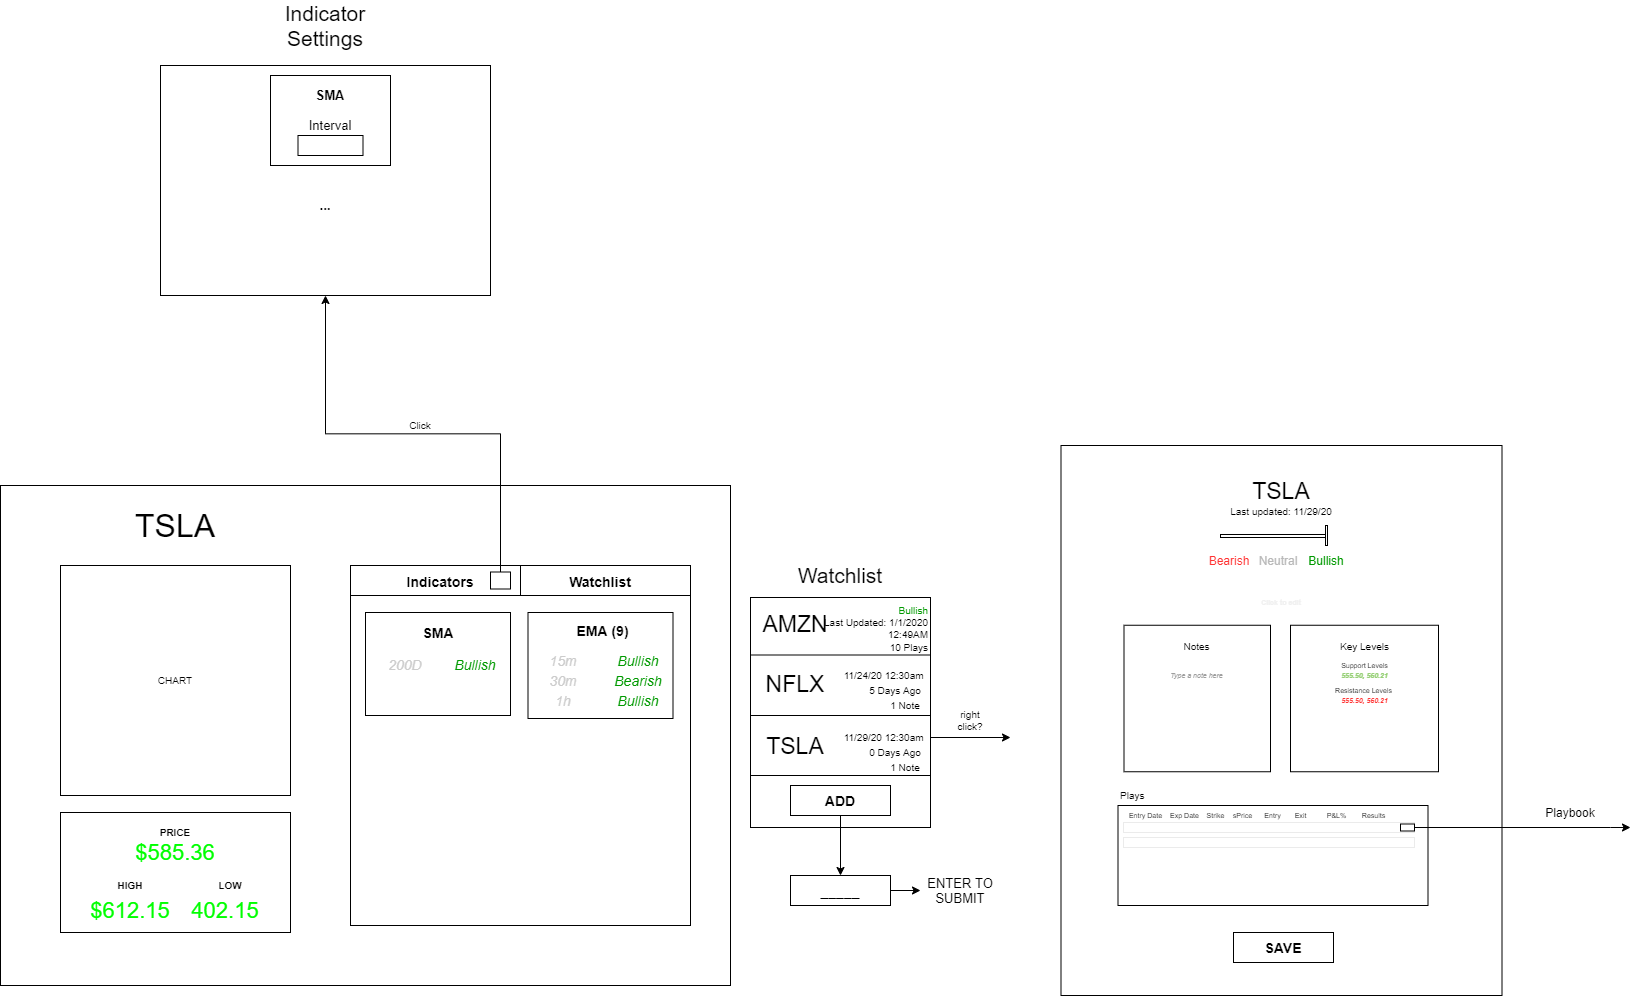 Indicator
Settings
SMA
Interval
...
Click
TSLA
CHART
PRICE
$585.36
HIGH LOW
$612.15 402.15
Indicators Watchlist
SMA
200D Bullish
EMA (9)
15m Bullish
30m Bearish
1h Bullish
Watchlist
AMZN
Bullish
Last Updated: 1/1/2020
12:49AM
10 Plays
NFLX
11/24/20 12:30am
5 Days Ago
1 Note
TSLA
11/29/20 12:30am
0 Days Ago
1 Note
ADD
_____
ENTER TO
SUBMIT
right
click?
TSLA
Last updated: 11/29/20
Bearish Neutral Bullish
Click to edit
Notes
Type a note here
Key Levels
Support Levels
555.50, 560.21
Resistance Levels
555.50, 560.21
Plays
Entry Date Exp Date Strike sPrice Entry Exit P&L% Results
Playbook
SAVE